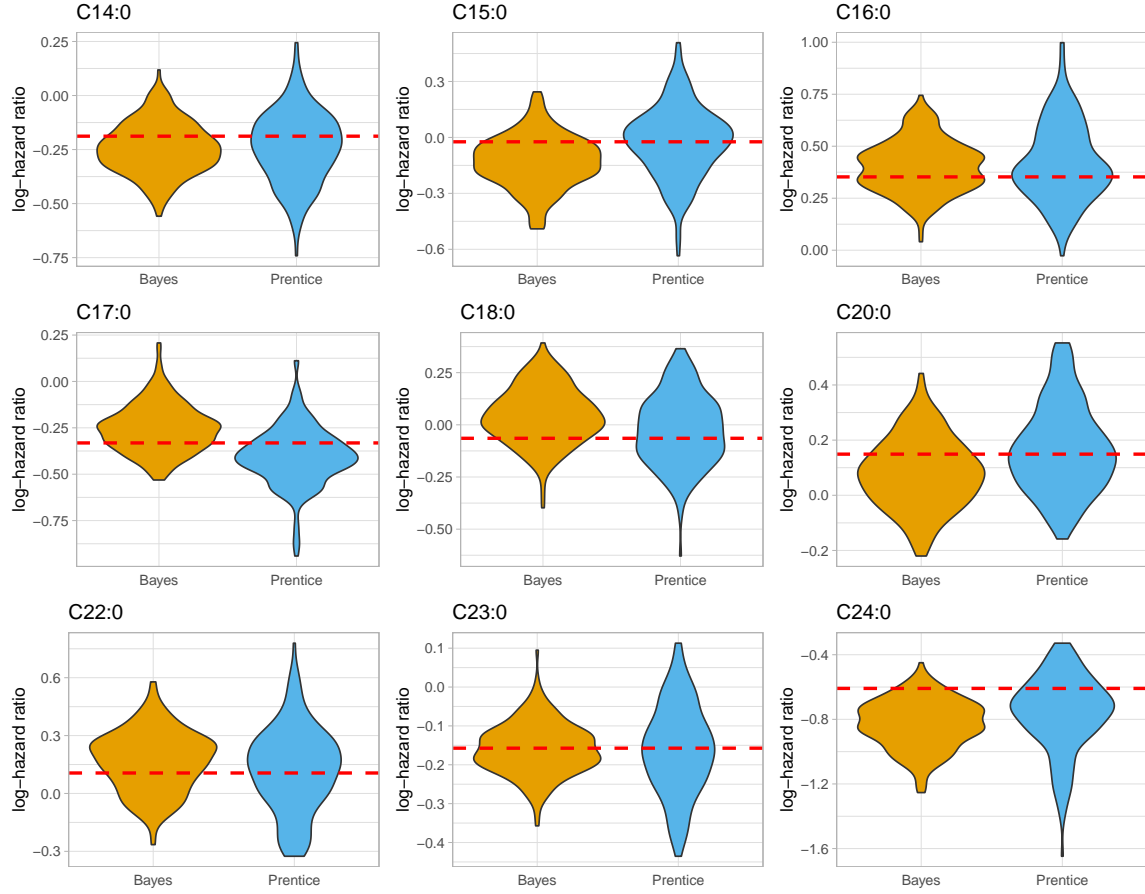 C14:0
log−hazard ratio
0.25
0.00
−0.25
−0.50
−0.75
Bayes Prentice
C15:0
log−hazard ratio
0.3
0.0
−0.3
−0.6
Bayes Prentice
C16:0
log−hazard ratio
1.00
0.75
0.50
0.25
0.00
Bayes Prentice
C17:0
log−hazard ratio
0.25
0.00
−0.25
−0.50
−0.75
Bayes Prentice
C18:0
log−hazard ratio
0.25
0.00
−0.25
−0.50
Bayes Prentice
C20:0
log−hazard ratio
0.4
0.2
0.0
−0.2
Bayes Prentice
C22:0
log−hazard ratio
0.6
0.3
0.0
−0.3
Bayes Prentice
C23:0
log−hazard ratio
0.1
0.0
−0.1
−0.2
−0.3
−0.4
Bayes Prentice
C24:0
log−hazard ratio
−0.4
−0.8
−1.2
−1.6
Bayes Prentice